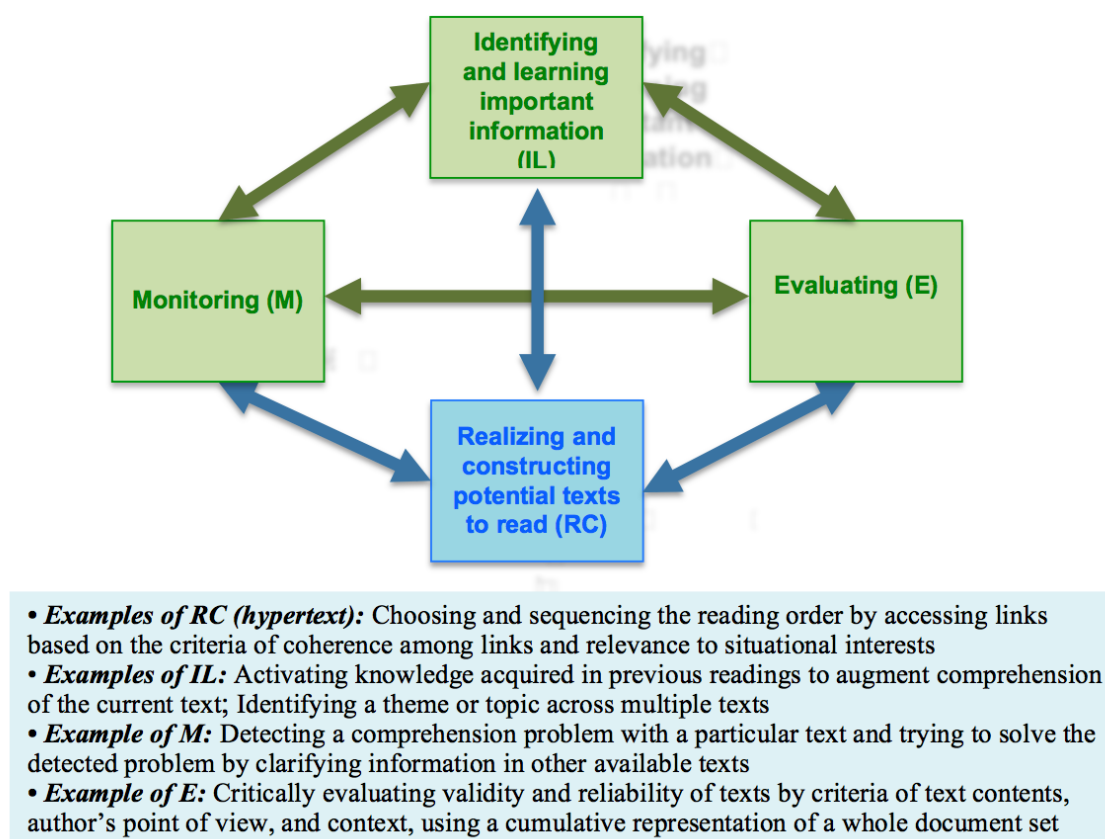 Identifying
and learning
important
information
(IL)
Monitoring (M)
Evaluating (E)
Realizing and
constructing
potential texts
to read (RC)
• Examples of RC (hypertext): Choosing and sequencing the reading order by accessing links
based on the criteria of coherence among links and relevance to situational interests
• Examples of IL: Activating knowledge acquired in previous readings to augment comprehension
of the current text; Identifying a theme or topic across multiple texts
• Example of M: Detecting a comprehension problem with a particular text and trying to solve the
detected problem by clarifying information in other available texts
• Example of E: Critically evaluating validity and reliability of texts by criteria of text contents,
author's point of view, and context, using a cumulative representation of a whole document set